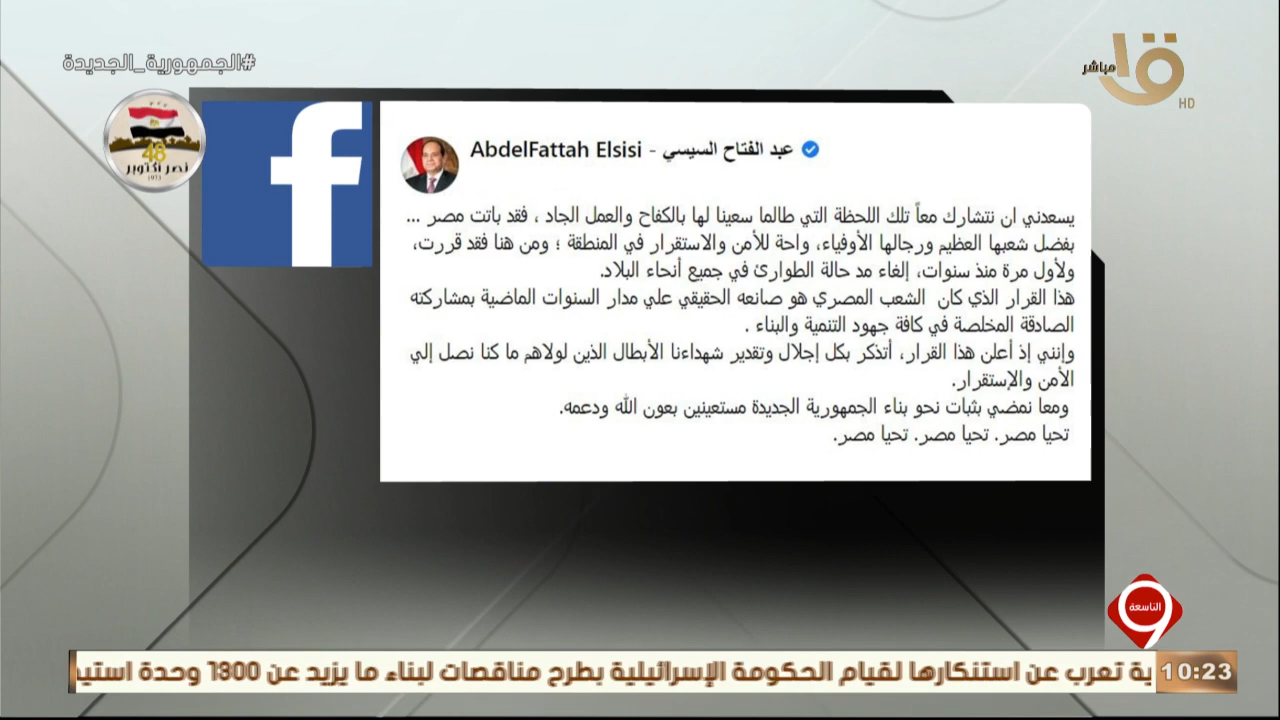 #الجمهورية_الجديدة
مباشر
HD
48
نصر اكتوبر
1973
AbdelFattah Elsisi - عبد الفتاح السيسي
يسعدني ان نتشارك معاً تلك اللحظة التي طالما سعينا لها بالكفاح والعمل الجاد ، فقد باتت مصر ...
بفضل شعبها العظيم ورجالها الأوفياء، واحة للأمن والاستقرار في المنطقة ؛ ومن هنا فقد قررت،
ولأول مرة منذ سنوات، إلغاء مد حالة الطوارئ في جميع أنحاء البلاد.
هذا القرار الذي كان الشعب المصري هو صانعه الحقيقي علي مدار السنوات الماضية بمشاركته
الصادقة المخلصة في كافة جهود التنمية والبناء .
وإنني إذ أعلن هذا القرار، أتذكر بكل إجلال وتقدير شهداءنا الأبطال الذين لولاهم ما كنا نصل إلي
الأمن والإستقرار.
ومعا نمضي بثبات نحو بناء الجمهورية الجديدة مستعينين بعون الله ودعمه.
تحيا مصر. تحيا مصر. تحيا مصر.
التاسعة
9
ية تعرب عن استنكارها لقيام الحكومة الإسرائيلية بطرح مناقصات لبناء ما يزيد عن 1300 وحدة استيط
10:23